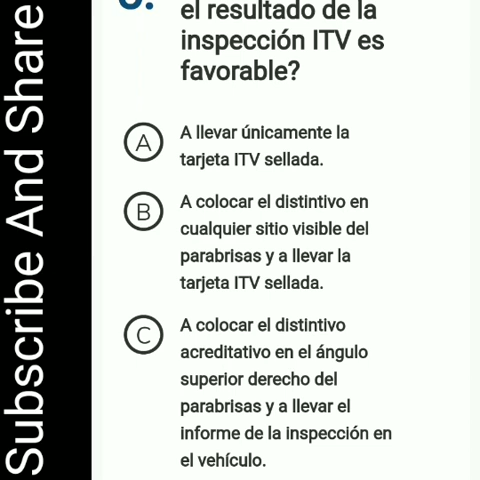 Subscribe And Share
el resultado de la
inspección ITV es
favorable?
A
A llevar únicamente la
tarjeta ITV sellada.
B
A colocar el distintivo en
cualquier sitio visible del
parabrisas y a llevar la
tarjeta ITV sellada.
C
A colocar el distintivo
acreditativo en el ángulo
superior derecho del
parabrisas y a llevar el
informe de la inspección en
el vehículo.